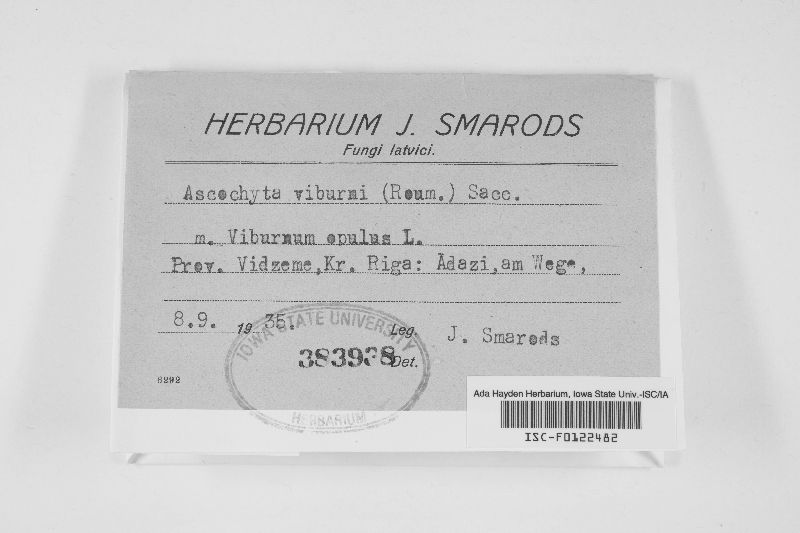 HERBARIUM J. SMARODS
Fungi latvici.
Ascochyta viburni (Roum.) Sacc.
m. Viburnum opulus L.
Prov. Vidzeme, Kr. Riga: Ādazi, am Wege,
8.9. 19 35. Leg. J. Smarods
IOWA STATE UNIVERSITY
383938 Det.
HERBARIUM
Ada Hayden Herbarium, Iowa State Univ.-ISC/IA
ISC-F0122482